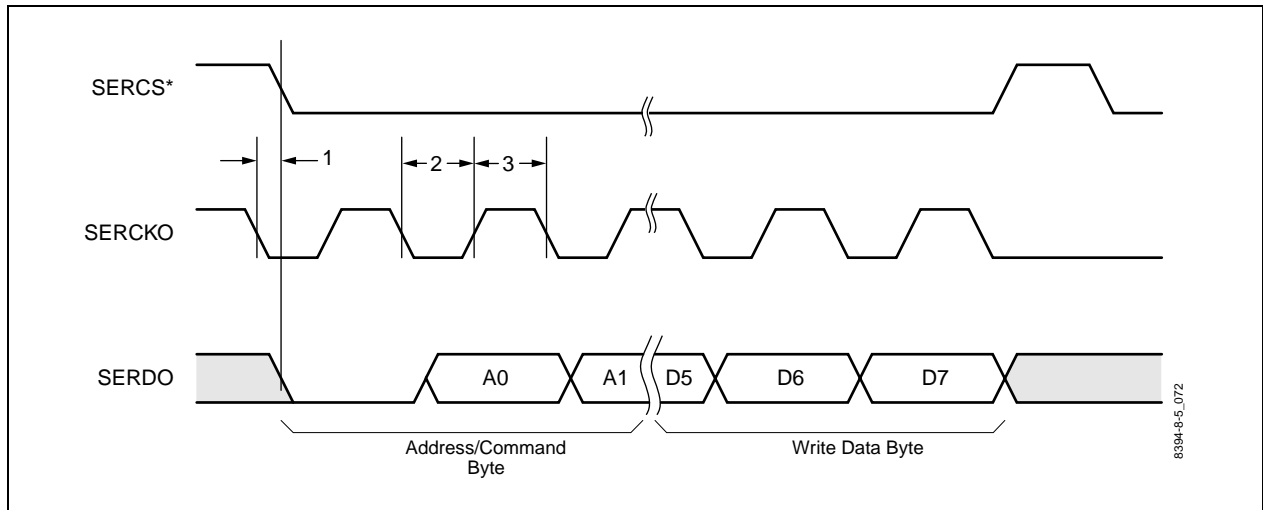 SERCS*
1
2
3
SERCKO
SERDO
A0
A1
D5
D6
D7
Address/Command
Byte
Write Data Byte
8394-8-5_072